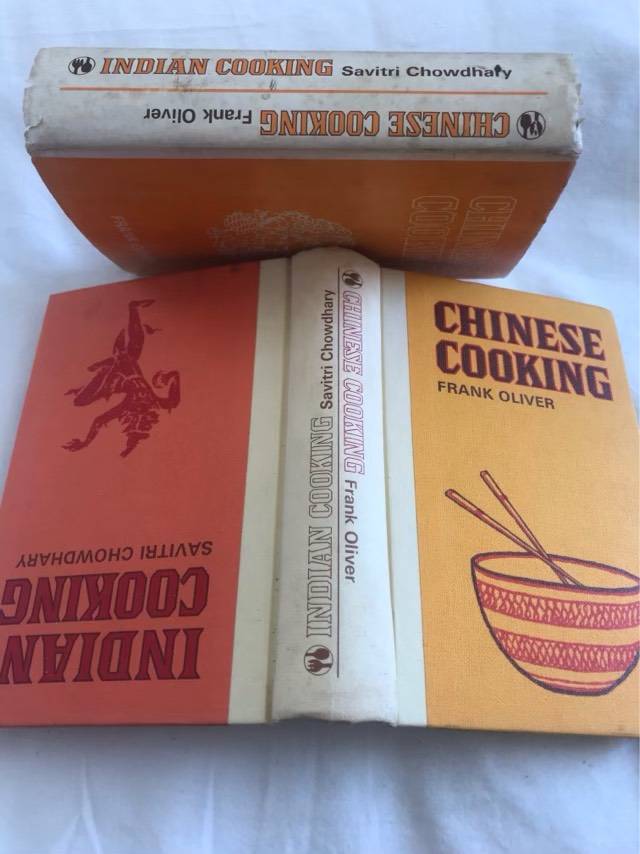 INDIAN COOKING Savitri Chowdhary
CHINESE COOKING Frank Oliver
CHINESE
COOKING
FRANK OLIVER
INDIAN COOKING Savitri Chowdhary
CHINESE COOKING Frank Oliver
INDIAN
COOKING
SAVITRI CHOWDHARY